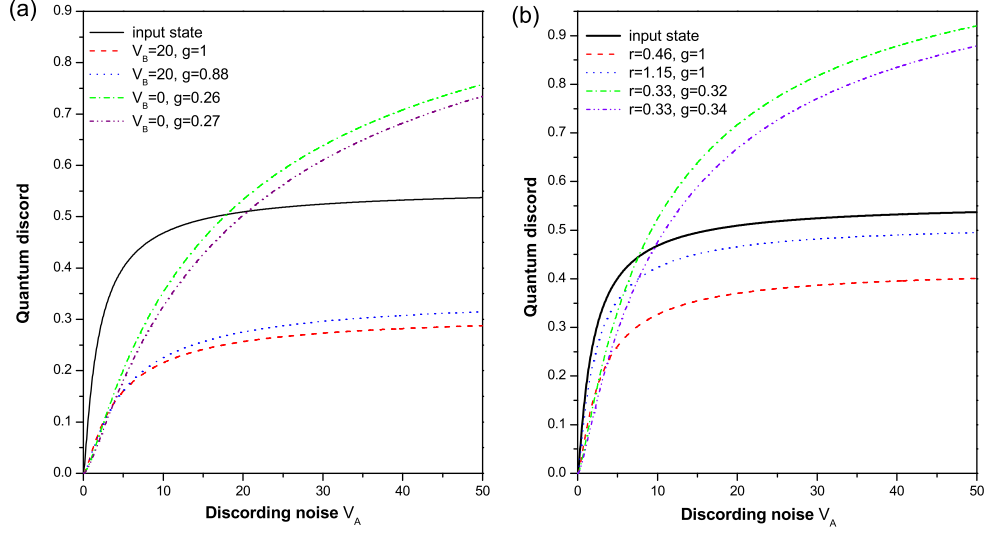 (a)
0.9
0.8
0.7
0.6
0.5
0.4
0.3
0.2
0.1
0.0
Quantum discord
input state
V_B=20, g=1
V_B=20, g=0.88
V_B=0, g=0.26
V_B=0, g=0.27
0 10 20 30 40 50
Discording noise V_A
(b)
0.9
0.8
0.7
0.6
0.5
0.4
0.3
0.2
0.1
0.0
Quantum discord
input state
r=0.46, g=1
r=1.15, g=1
r=0.33, g=0.32
r=0.33, g=0.34
0 10 20 30 40 50
Discording noise V_A